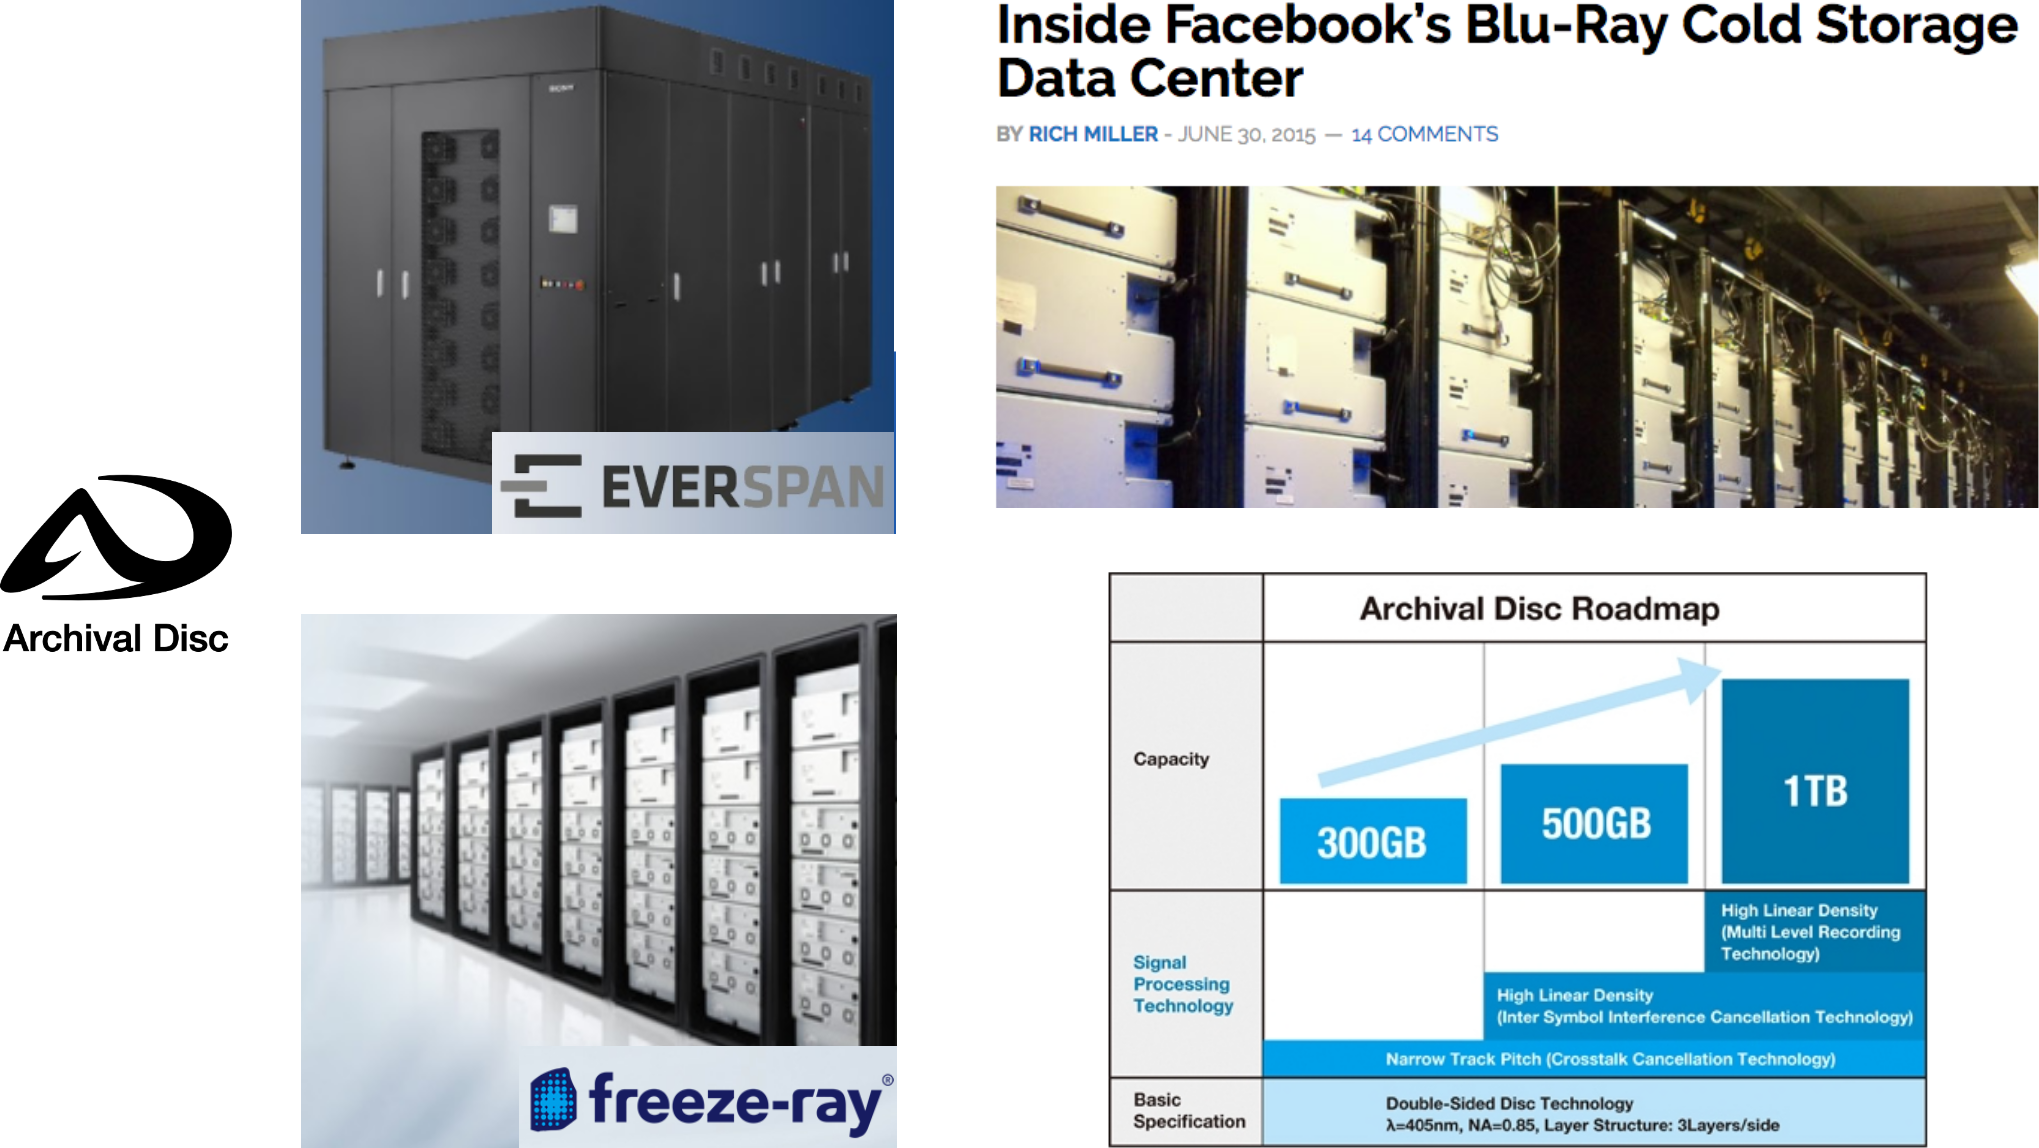 Inside Facebook's Blu-Ray Cold Storage
Data Center
BY RICH MILLER - JUNE 30, 2015 — 14 COMMENTS
SONY
EVERSPAN
Archival Disc
freeze-ray®
Archival Disc Roadmap
Capacity
300GB
500GB
1TB
Signal
Processing
Technology
High Linear Density
(Multi Level Recording
Technology)
High Linear Density
(Inter Symbol Interference Cancellation Technology)
Narrow Track Pitch (Crosstalk Cancellation Technology)
Basic
Specification
Double-Sided Disc Technology
λ=405nm, NA=0.85, Layer Structure: 3Layers/side